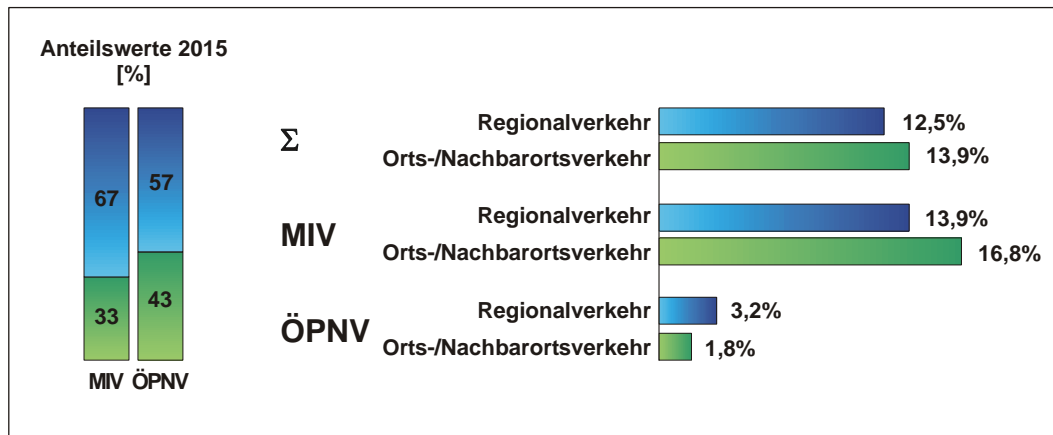 Anteilswerte 2015
[%]
67
57
33
43
MIV ÖPNV
Σ
Regionalverkehr 12,5%
Orts-/Nachbarortsverkehr 13,9%
MIV
Regionalverkehr 13,9%
Orts-/Nachbarortsverkehr 16,8%
ÖPNV
Regionalverkehr 3,2%
Orts-/Nachbarortsverkehr 1,8%